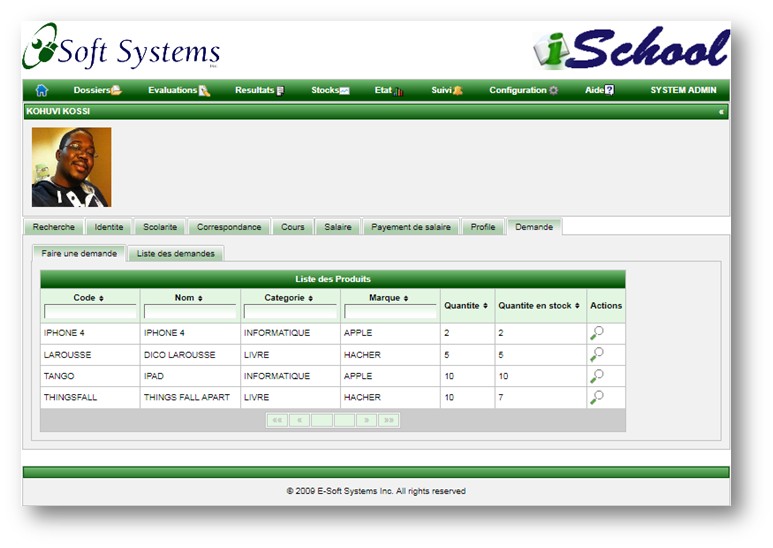 Soft Systems Inc.
iSchool
Dossiers Evaluations Resultats Stocks Etat Suivi Configuration Aide SYSTEM ADMIN
KOHUVI KOSSI «
Recherche Identite Scolarite Correspondance Cours Salaire Payement de salaire Profile Demande
Faire une demande Liste des demandes
Liste des Produits
Code Nom Categorie Marque Quantite Quantite en stock Actions
IPHONE 4 IPHONE 4 INFORMATIQUE APPLE 2 2
LAROUSSE DICO LAROUSSE LIVRE HACHER 5 5
TANGO IPAD INFORMATIQUE APPLE 10 10
THINGSFALL THINGS FALL APART LIVRE HACHER 10 7
«« « » »»
© 2009 E-Soft Systems Inc. All rights reserved